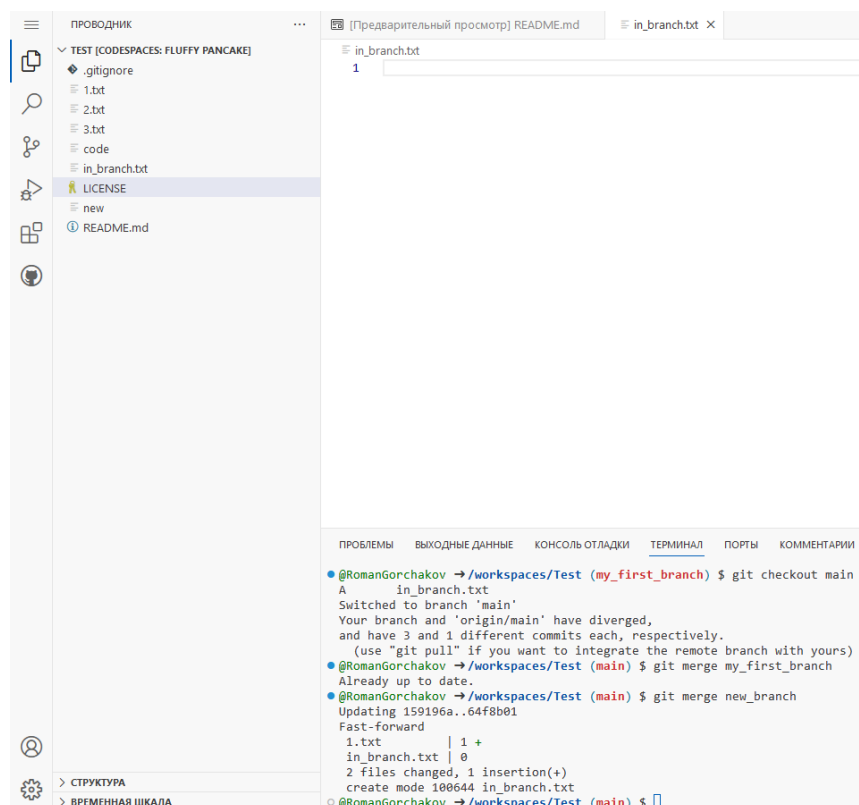 ПРОВОДНИК
TEST [CODESPACES: FLUFFY PANCAKE]
.gitignore
1.txt
2.txt
3.txt
code
in_branch.txt
LICENSE
new
README.md
СТРУКТУРА
ВРЕМЕННАЯ ШКАЛА
[Предварительный просмотр] README.md
in_branch.txt
in_branch.txt
1
ПРОБЛЕМЫ ВЫХОДНЫЕ ДАННЫЕ КОНСОЛЬ ОТЛАДКИ ТЕРМИНАЛ ПОРТЫ КОММЕНТАРИИ
@RomanGorchakov ➜/workspaces/Test (my_first_branch) $ git checkout main
A       in_branch.txt
Switched to branch 'main'
Your branch and 'origin/main' have diverged,
and have 3 and 1 different commits each, respectively.
  (use "git pull" if you want to integrate the remote branch with yours)
@RomanGorchakov ➜/workspaces/Test (main) $ git merge my_first_branch
Already up to date.
@RomanGorchakov ➜/workspaces/Test (main) $ git merge new_branch
Updating 159196a..64f8b01
Fast-forward
 1.txt         | 1 +
 in_branch.txt | 0
 2 files changed, 1 insertion(+)
 create mode 100644 in_branch.txt
@RomanGorchakov ➜/workspaces/Test (main) $